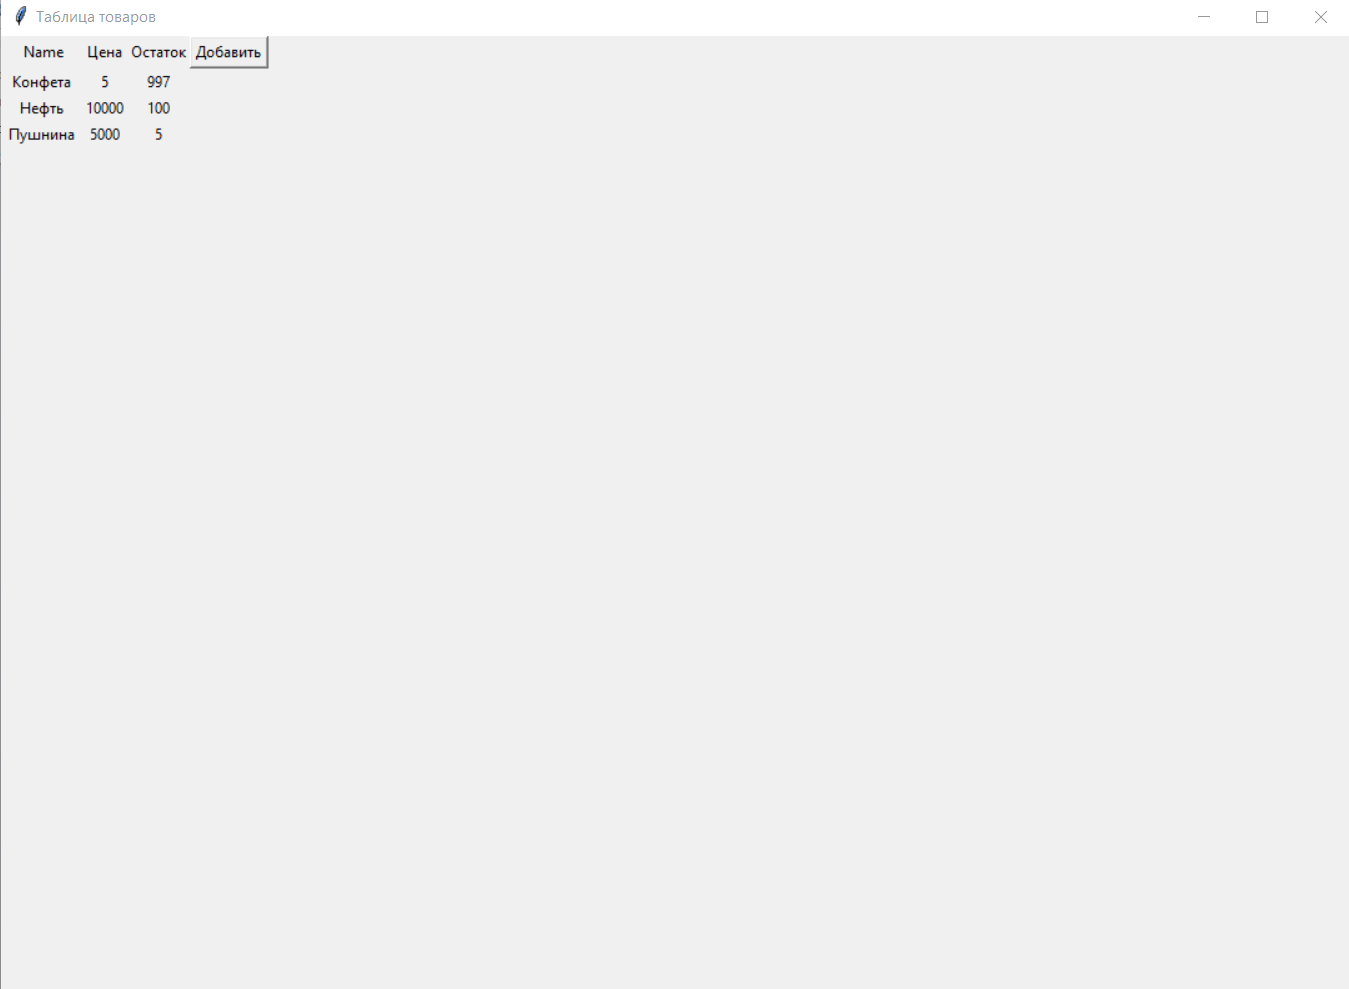 Таблица товаров
Name Цена Остаток Добавить
Конфета 5 997
Нефть 10000 100
Пушнина 5000 5